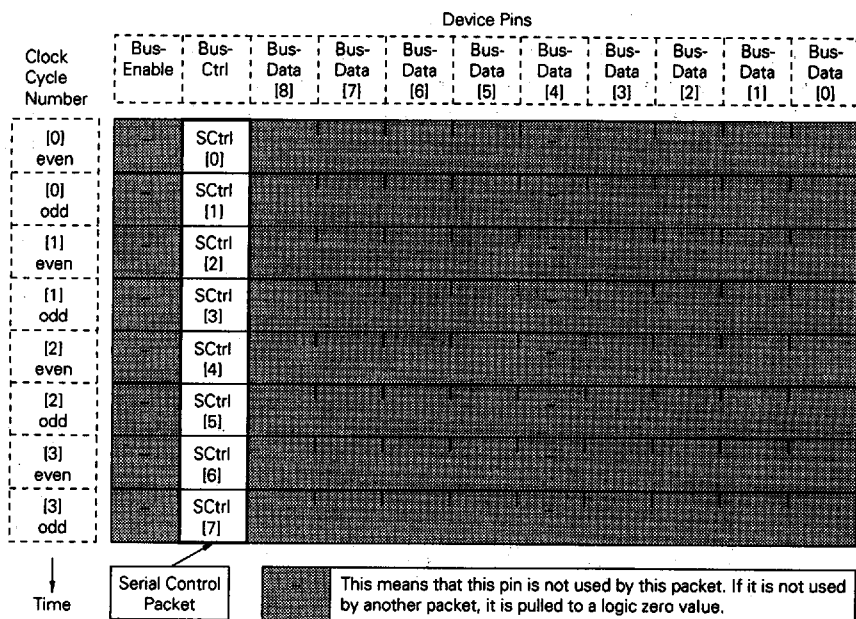 Device Pins
Clock
Cycle
Number
Bus-
Enable
Bus-
Ctrl
Bus-
Data
[8]
Bus-
Data
[7]
Bus-
Data
[6]
Bus-
Data
[5]
Bus-
Data
[4]
Bus-
Data
[3]
Bus-
Data
[2]
Bus-
Data
[1]
Bus-
Data
[0]
[0]
even
SCtrl
[0]
[0]
odd
SCtrl
[1]
[1]
even
SCtrl
[2]
[1]
odd
SCtrl
[3]
[2]
even
SCtrl
[4]
[2]
odd
SCtrl
[5]
[3]
even
SCtrl
[6]
[3]
odd
SCtrl
[7]
Time
Serial Control
Packet
This means that this pin is not used by this packet. If it is not used
by another packet, it is pulled to a logic zero value.